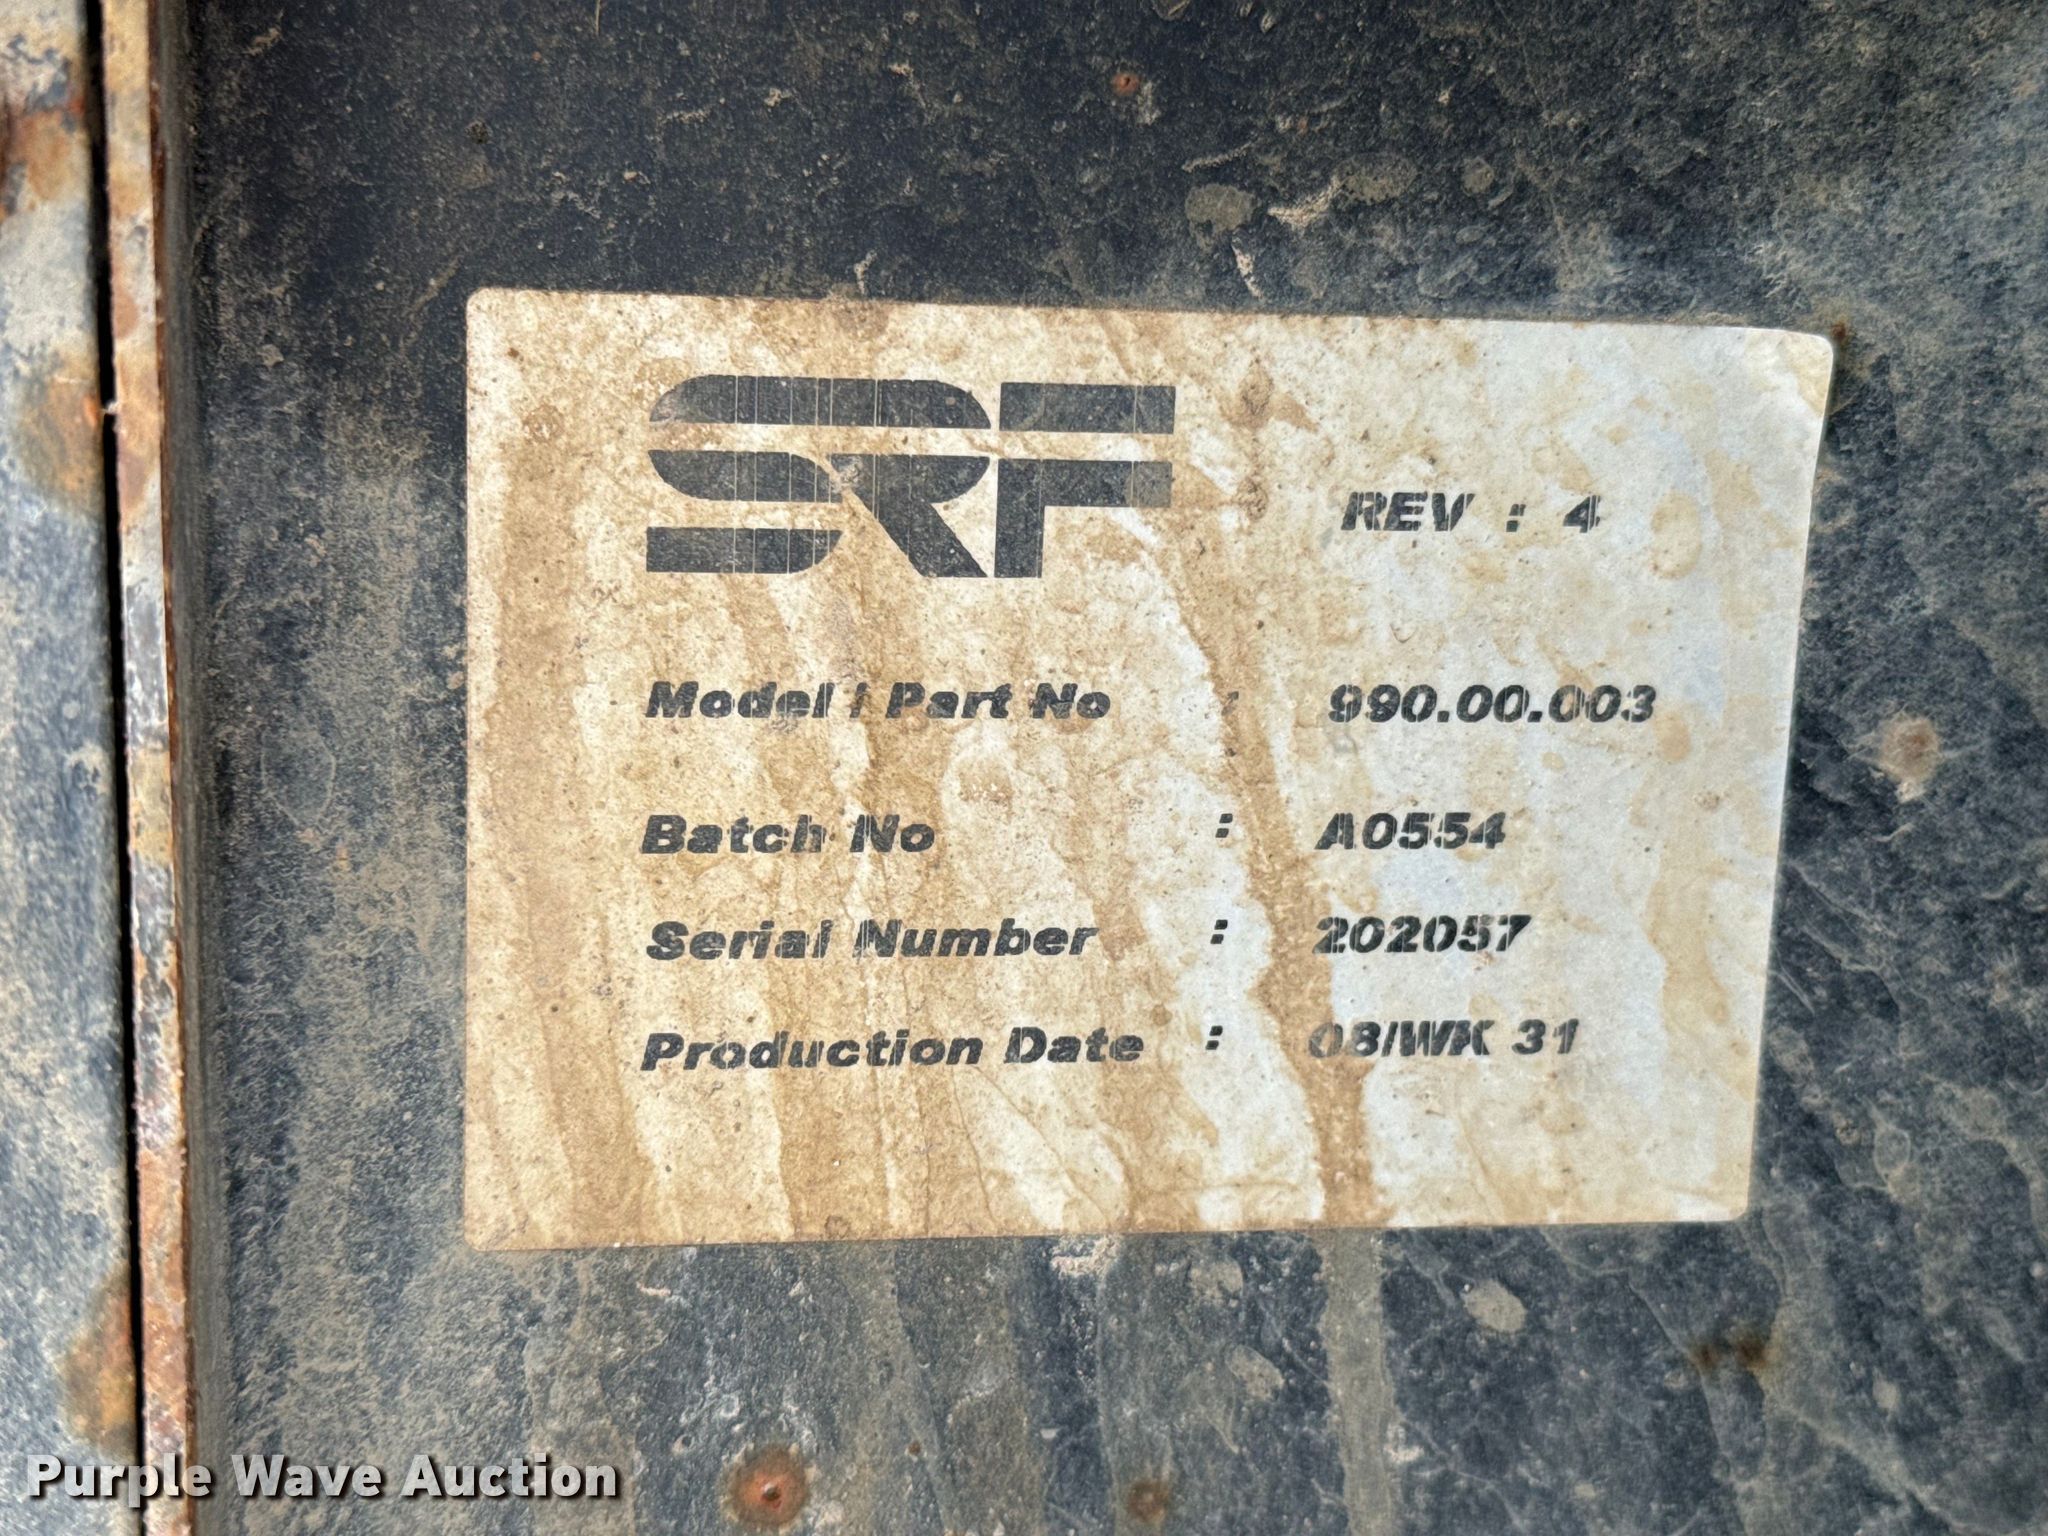 SRF
REV : 4
Model / Part No : 990.00.003
Batch No : A0554
Serial Number : 202057
Production Date : 08/WK 31
Purple Wave Auction